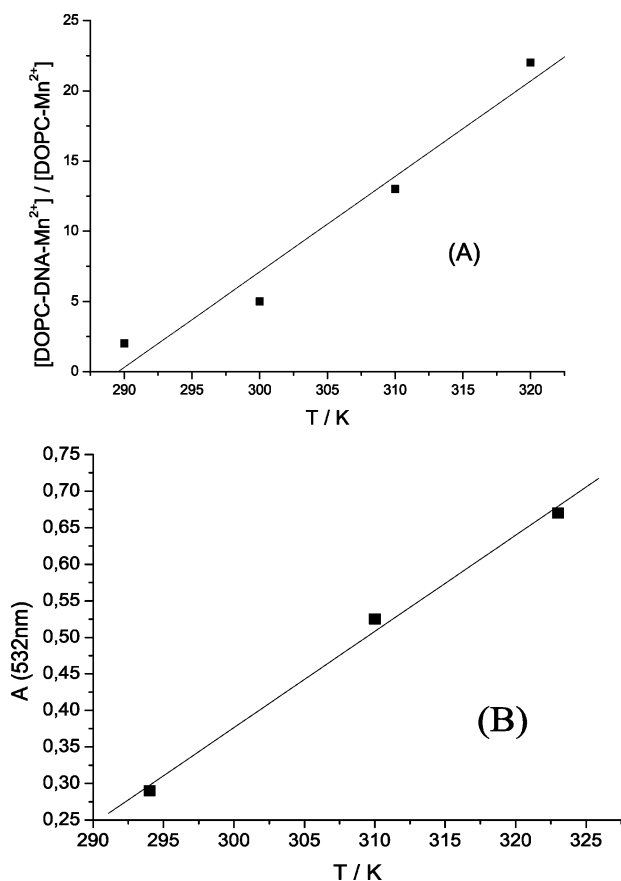 [DOPC-DNA-Mn²⁺] / [DOPC-Mn²⁺]
25
20
15
10
5
0
(A)
290 295 300 305 310 315 320
T / K
A (532nm)
0,75
0,70
0,65
0,60
0,55
0,50
0,45
0,40
0,35
0,30
0,25
(B)
290 295 300 305 310 315 320 325
T / K